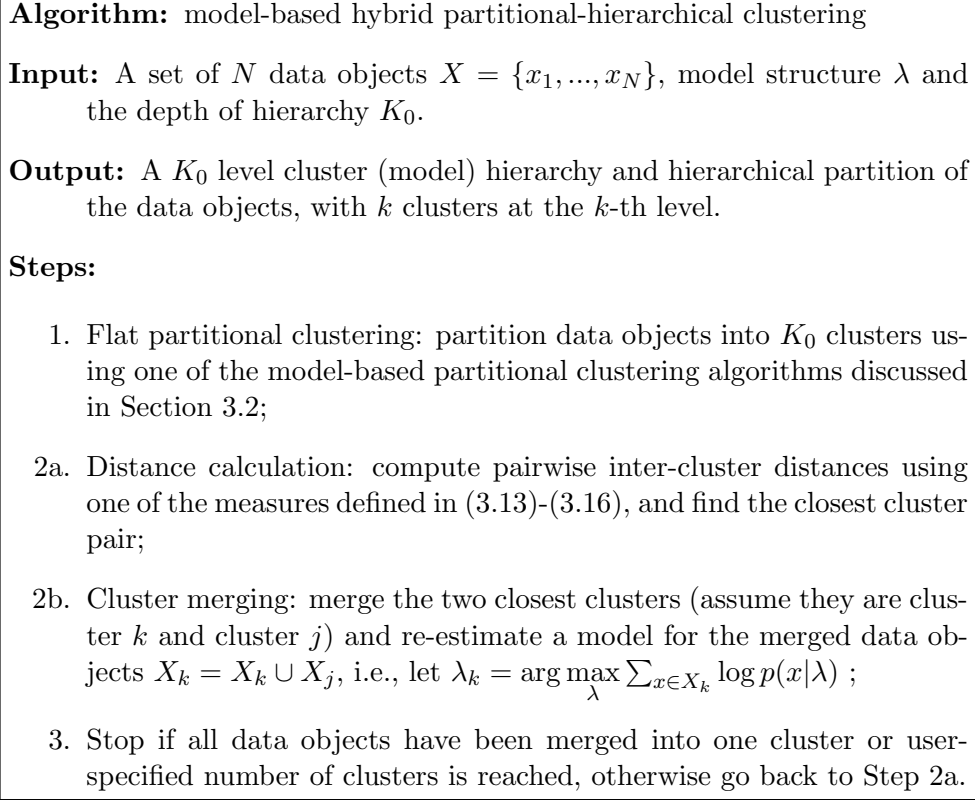 Algorithm: model-based hybrid partitional-hierarchical clustering
Input: A set of N data objects X = {x₁, ..., x_N}, model structure λ and
the depth of hierarchy K₀.
Output: A K₀ level cluster (model) hierarchy and hierarchical partition of
the data objects, with k clusters at the k-th level.
Steps:
1. Flat partitional clustering: partition data objects into K₀ clusters us-
ing one of the model-based partitional clustering algorithms discussed
in Section 3.2;
2a. Distance calculation: compute pairwise inter-cluster distances using
one of the measures defined in (3.13)-(3.16), and find the closest cluster
pair;
2b. Cluster merging: merge the two closest clusters (assume they are clus-
ter k and cluster j) and re-estimate a model for the merged data ob-
jects X_k = X_k ∪ X_j, i.e., let λ_k = arg max_λ ∑_{x∈X_k} log p(x|λ) ;
3. Stop if all data objects have been merged into one cluster or user-
specified number of clusters is reached, otherwise go back to Step 2a.